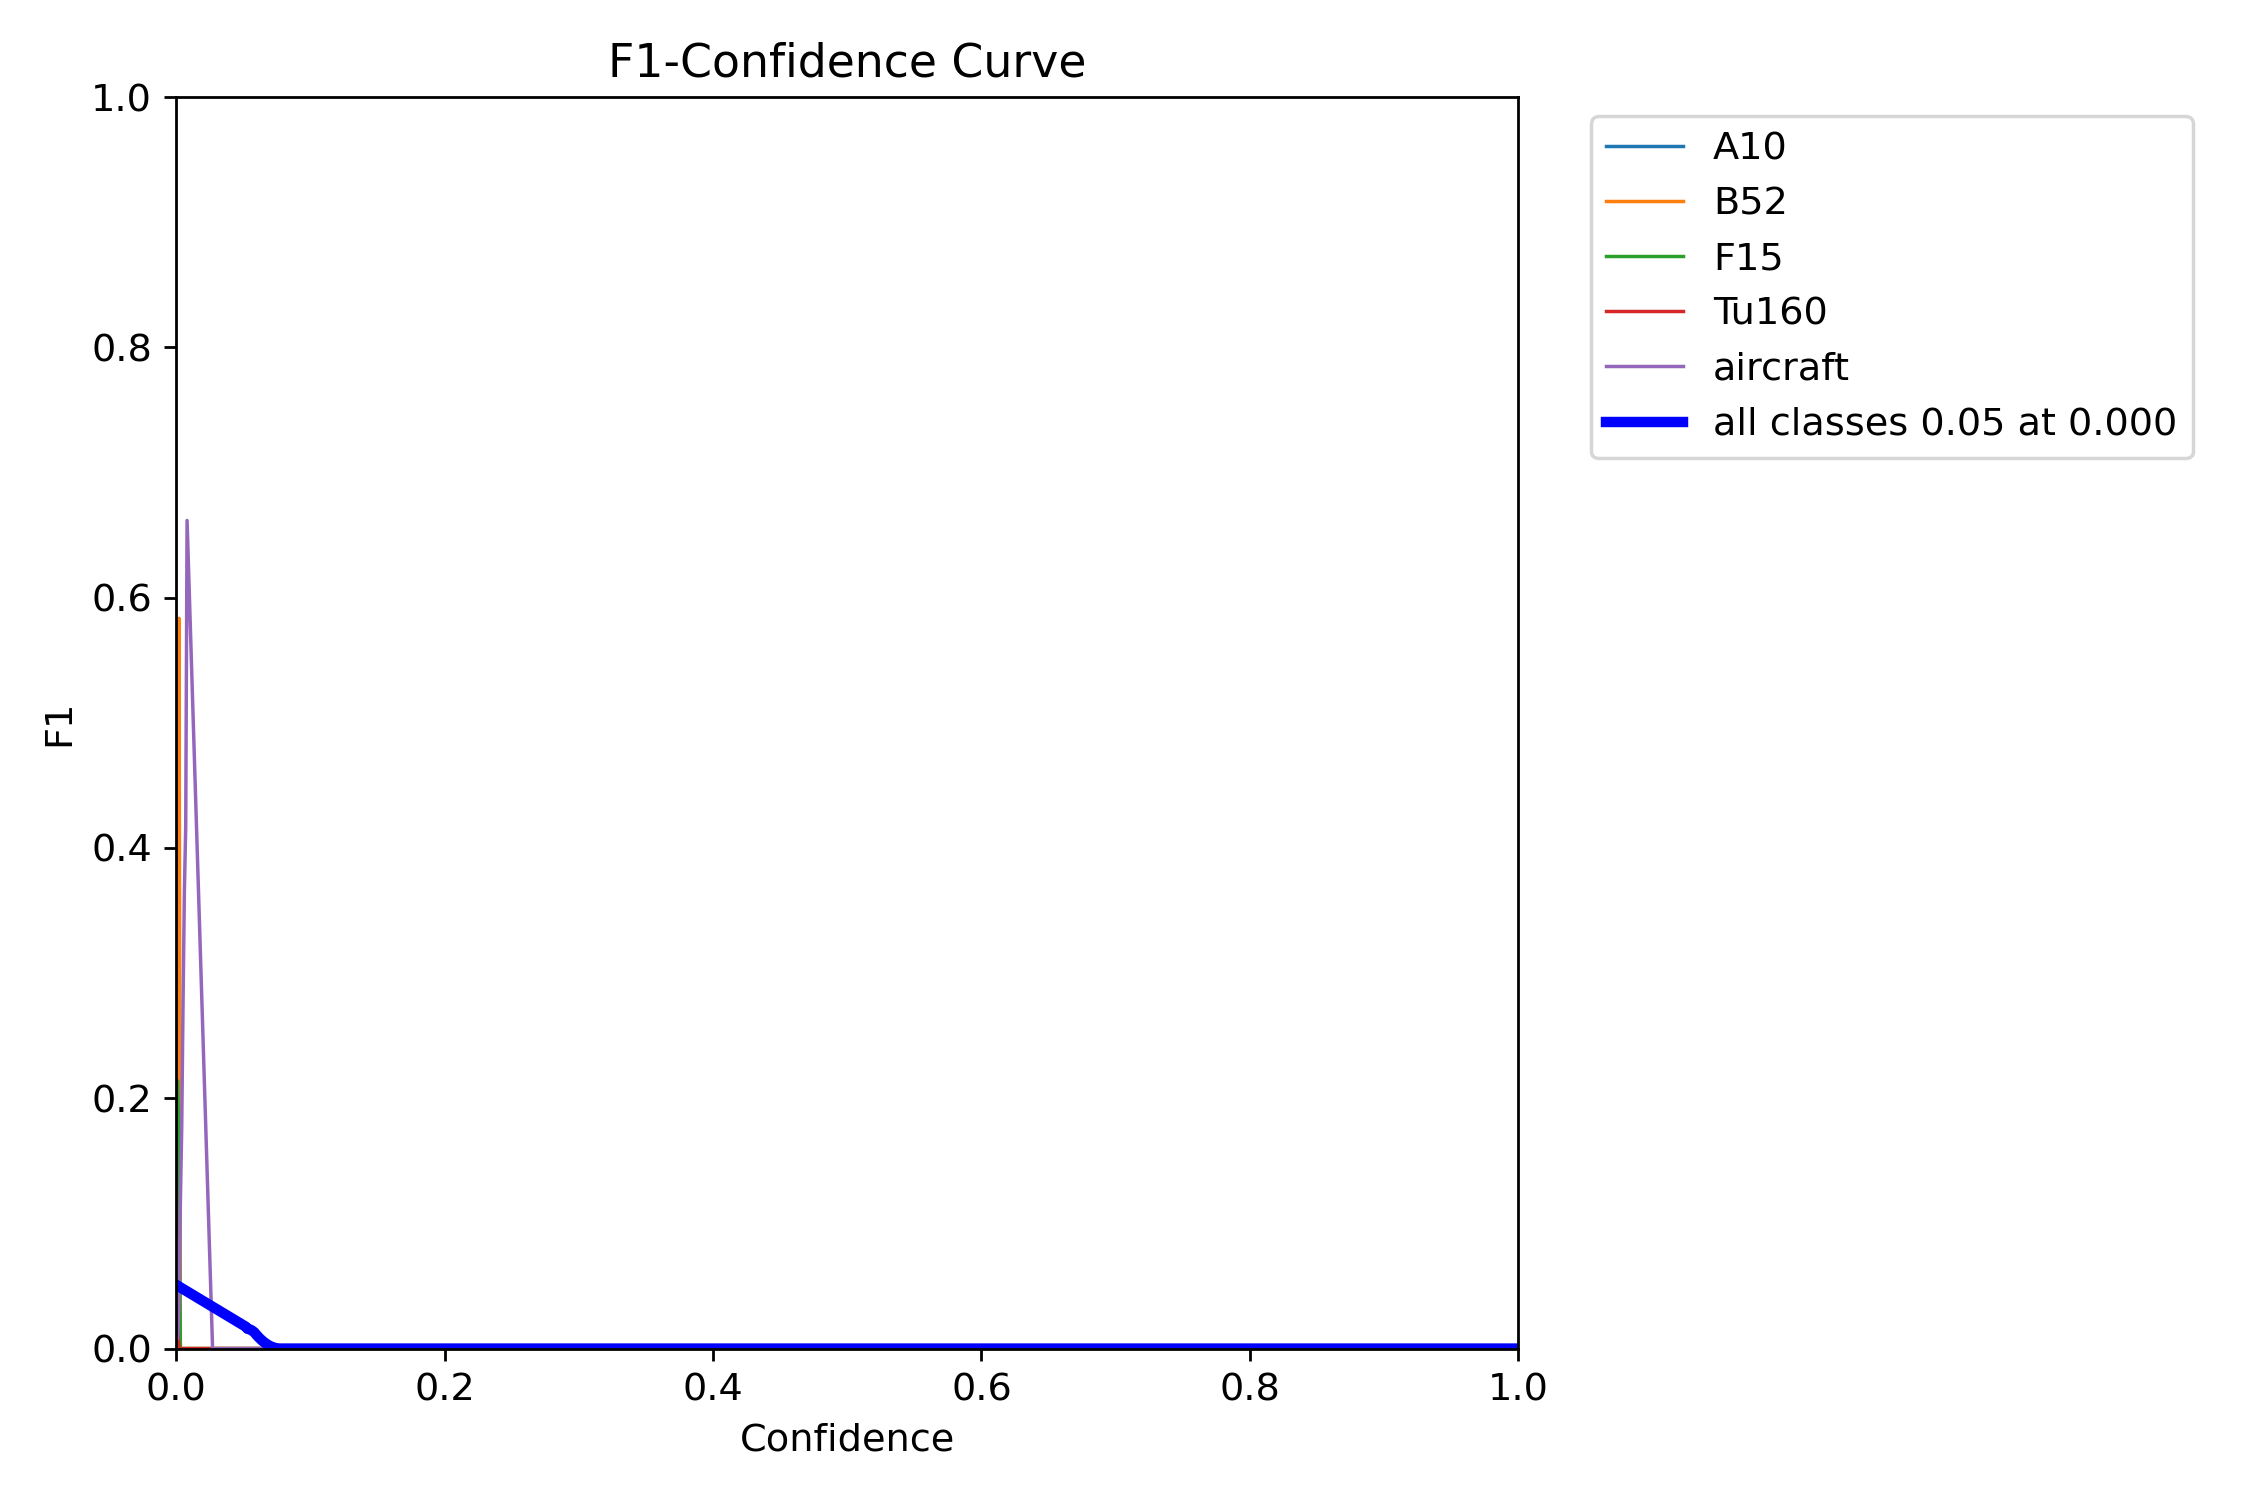 F1-Confidence Curve
1.0
0.8
0.6
0.4
0.2
0.0
F1
0.0 0.2 0.4 0.6 0.8 1.0
Confidence
A10
B52
F15
Tu160
aircraft
all classes 0.05 at 0.000